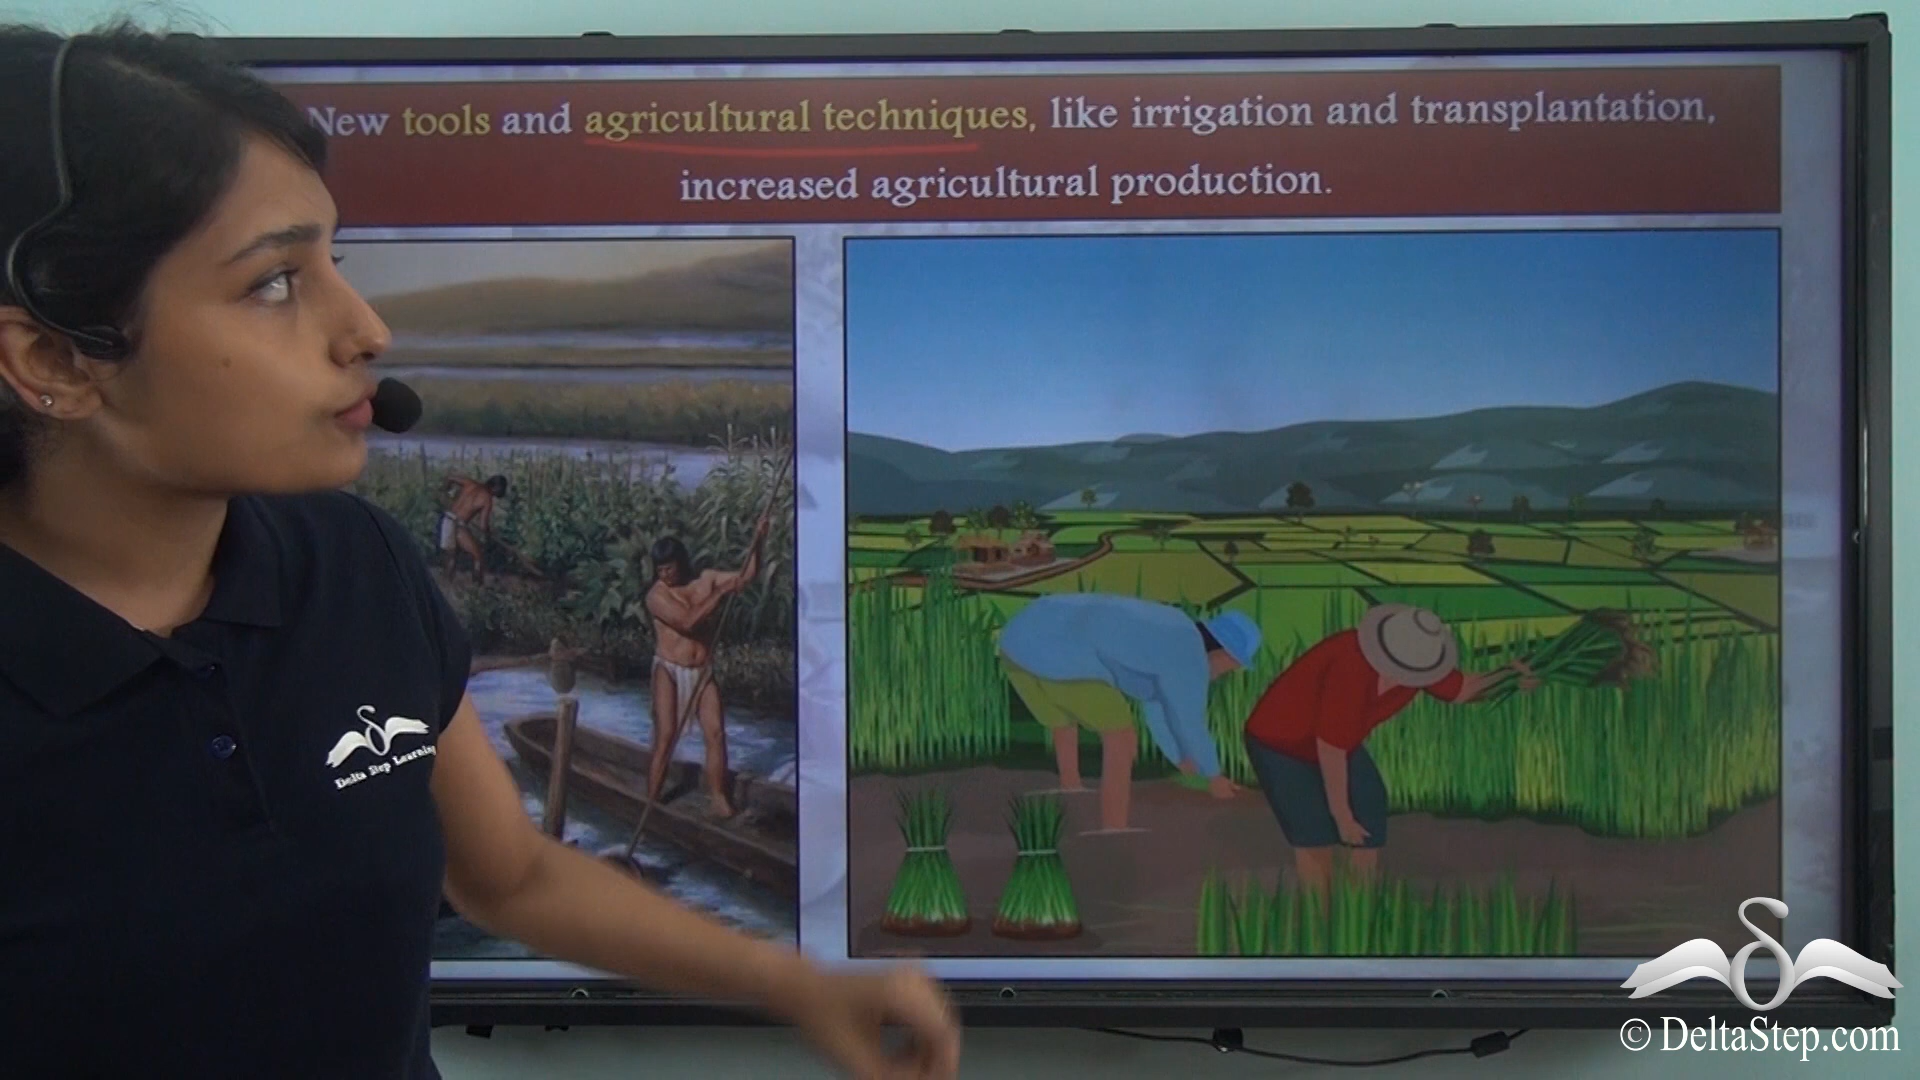 New tools and agricultural techniques, like irrigation and transplantation,
increased agricultural production.
Delta Step Learning
© DeltaStep.com